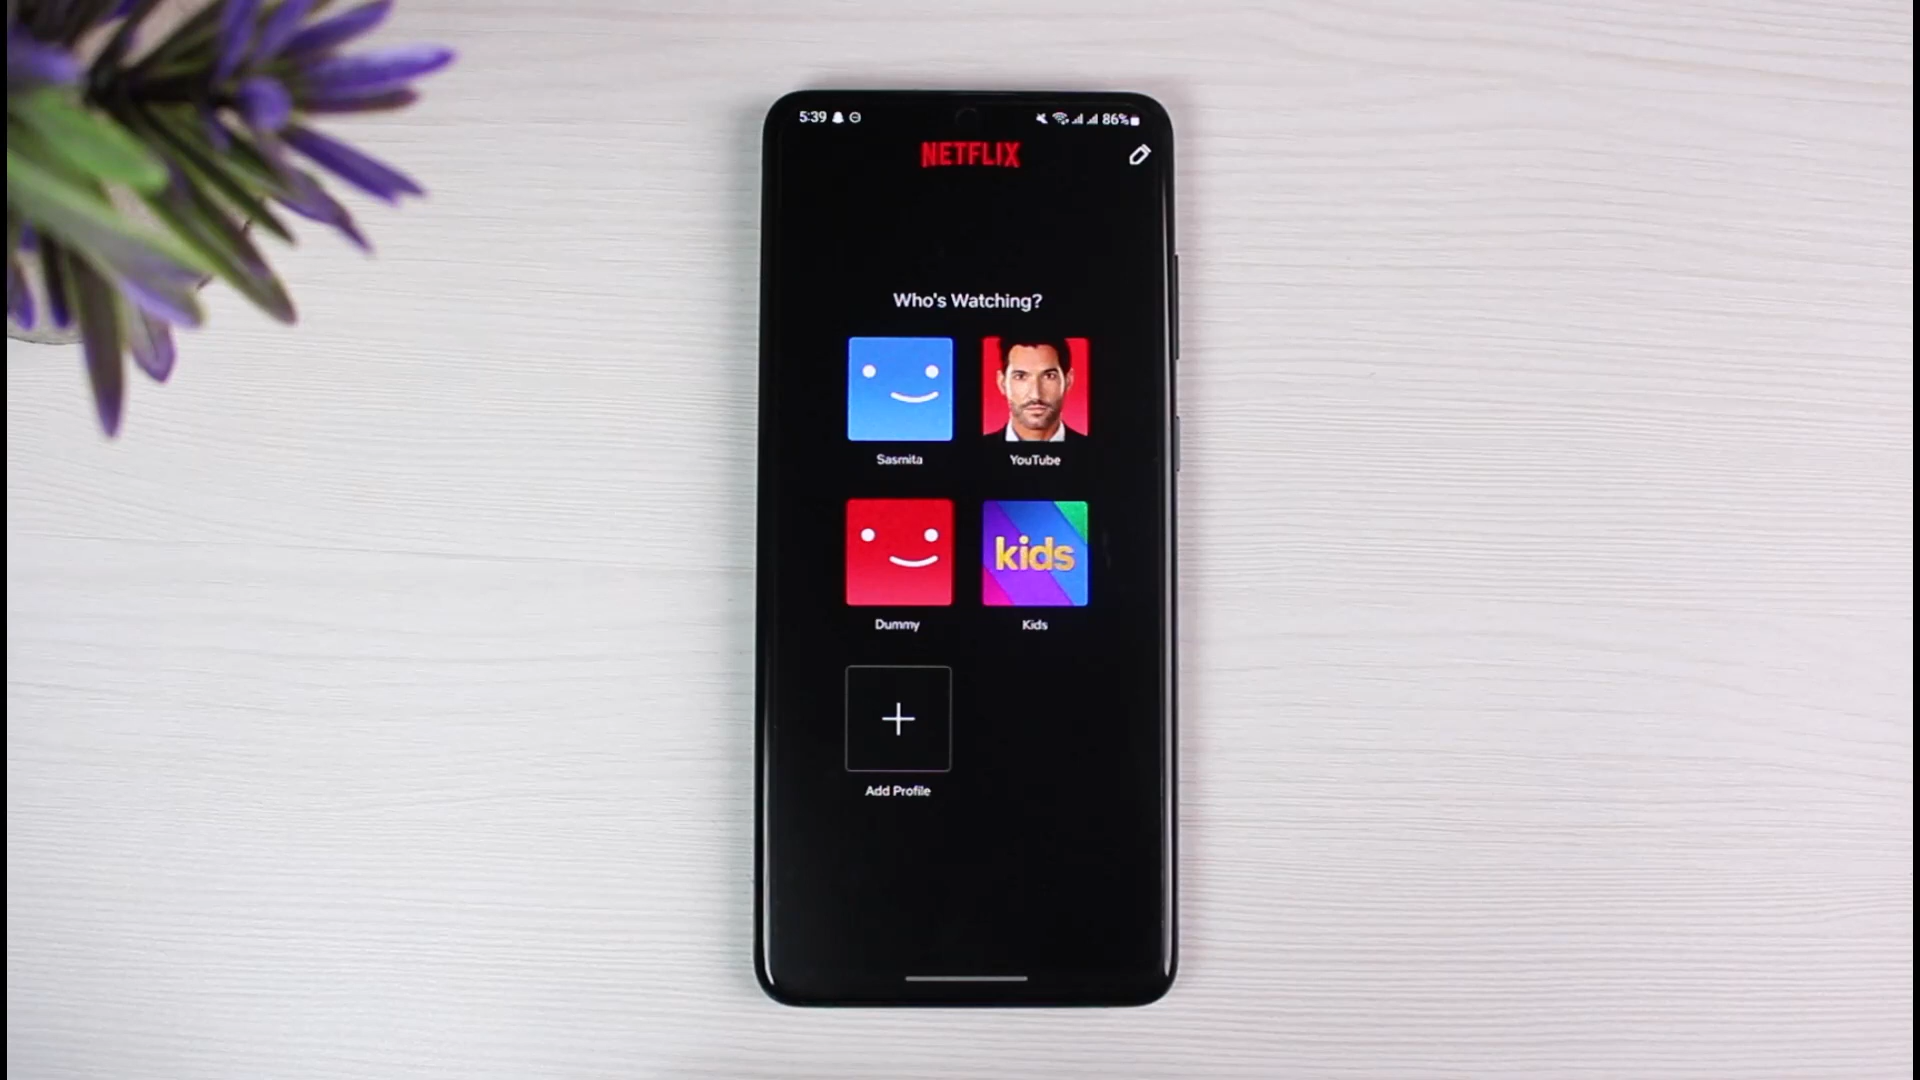 5:39 86%
NETFLIX
Who's Watching?
Sasmita YouTube
kids
Dummy Kids
Add Profile